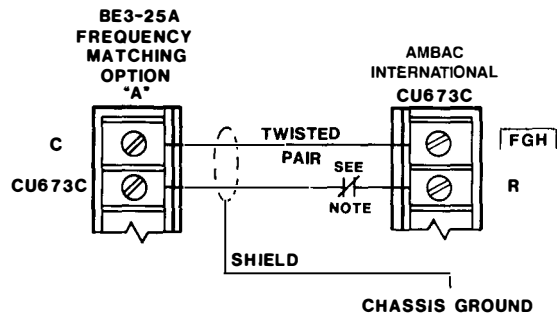 BE3-25A
FREQUENCY
MATCHING
OPTION
"A"
AMBAC
INTERNATIONAL
CU673C
C
TWISTED
PAIR
FGH
CU673C
SEE
NOTE
R
SHIELD
CHASSIS GROUND